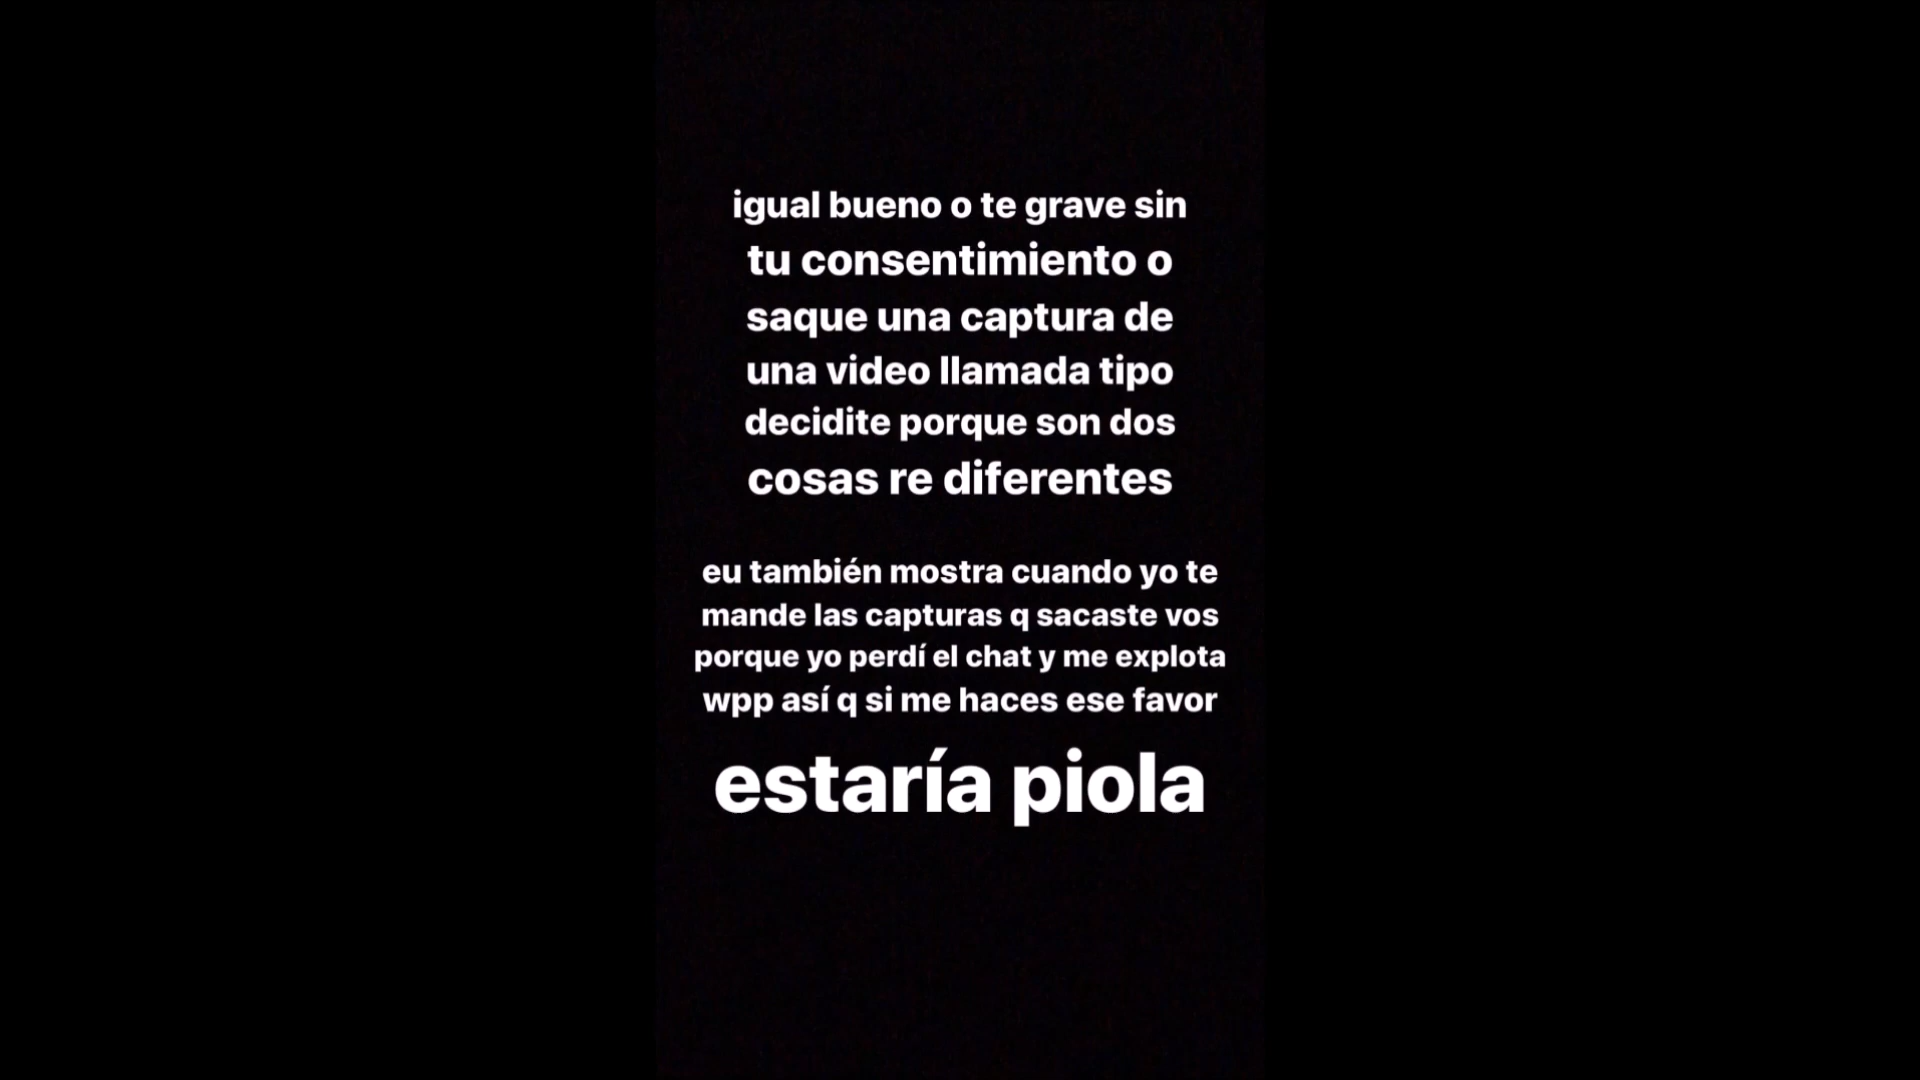 igual bueno o te grave sin
tu consentimiento o
saque una captura de
una video llamada tipo
decidite porque son dos
cosas re diferentes
eu también mostra cuando yo te
mande las capturas q sacaste vos
porque yo perdí el chat y me explota
wpp así q si me haces ese favor
estaría piola